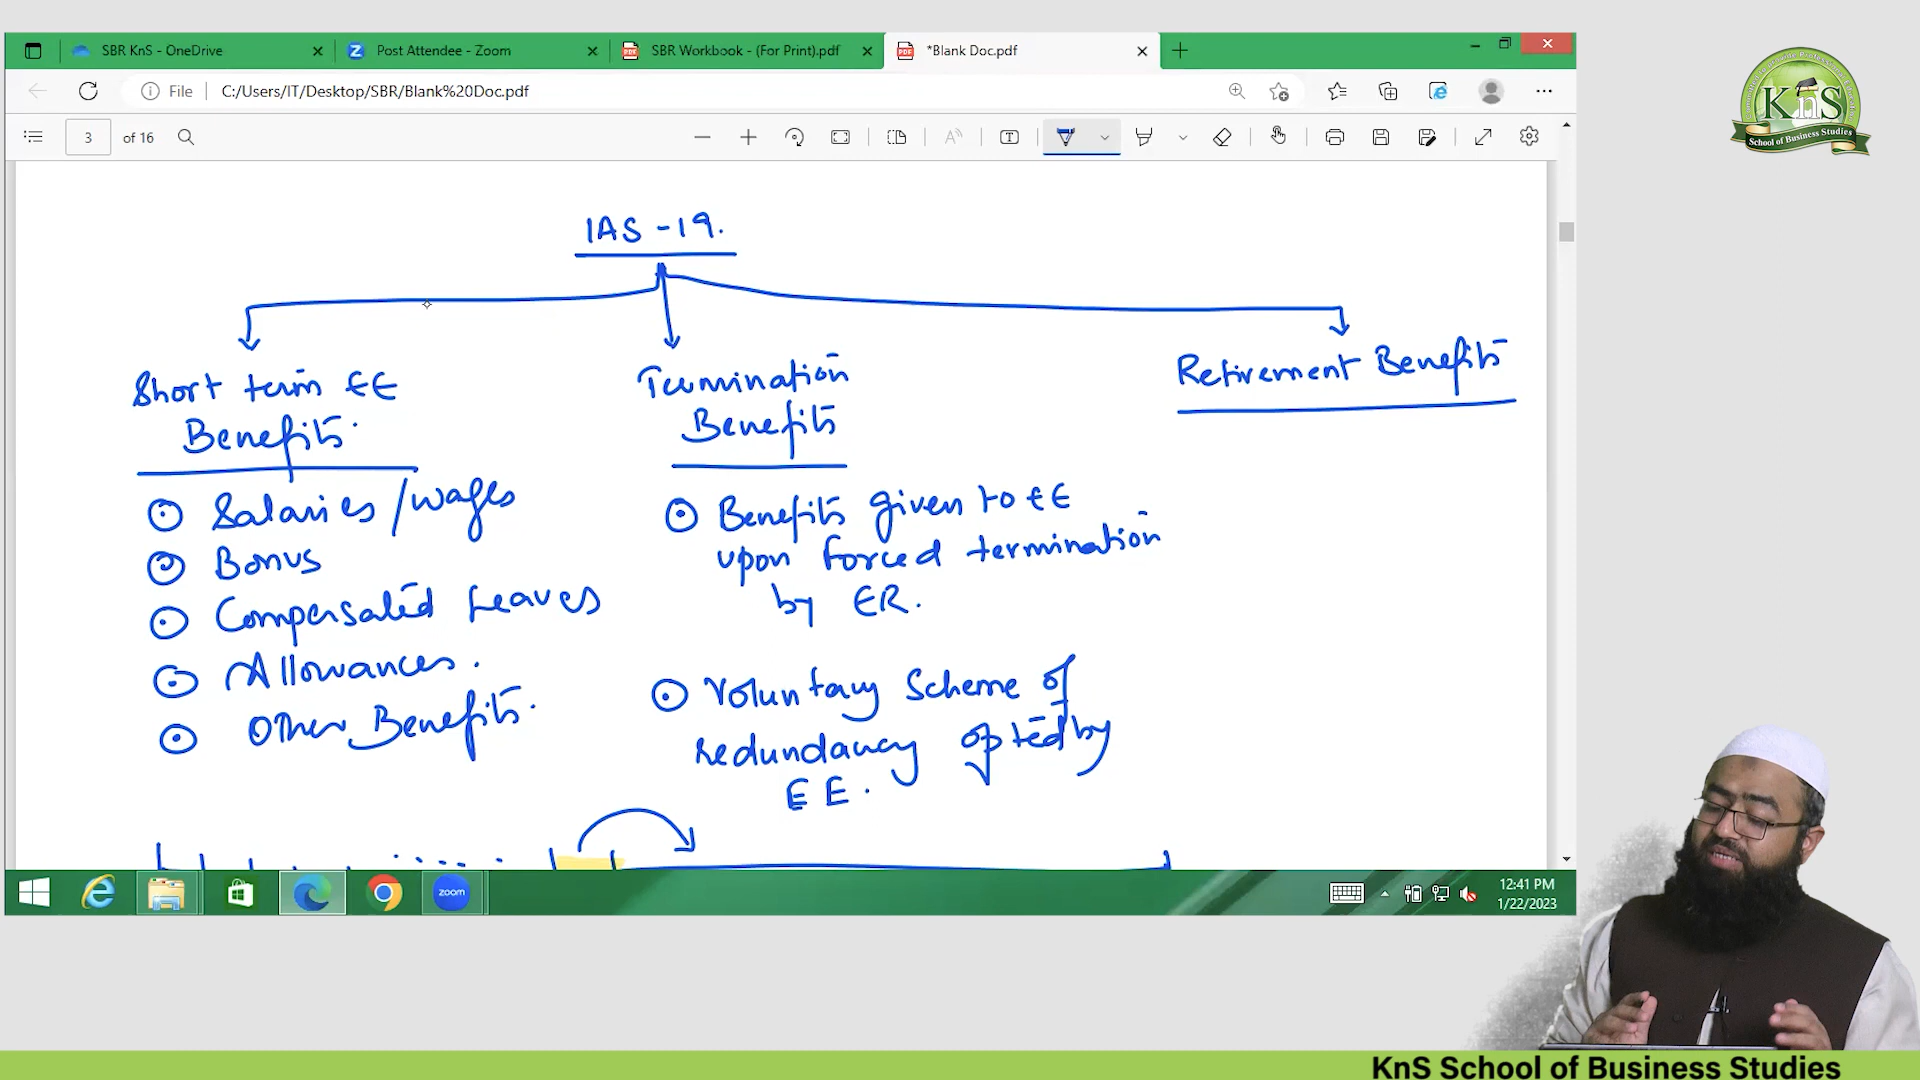 SBR KnS - OneDrive
Post Attendee - Zoom
SBR Workbook - (For Print).pdf
*Blank Doc.pdf
File
C:/Users/IT/Desktop/SBR/Blank%20Doc.pdf
3 of 16
IAS -19.
Short term EE
Benefits.
Salaries/wages
Bonus
Compensated Leaves
Allowances.
Other Benefits.
Termination
Benefits
Benefits given to EE
upon forced termination
by ER.
Voluntary Scheme of
redundancy opted by
EE.
Retirement Benefits
zoom
12:41 PM
1/22/2023
KnS
School of Business Studies
KnS School of Business Studies